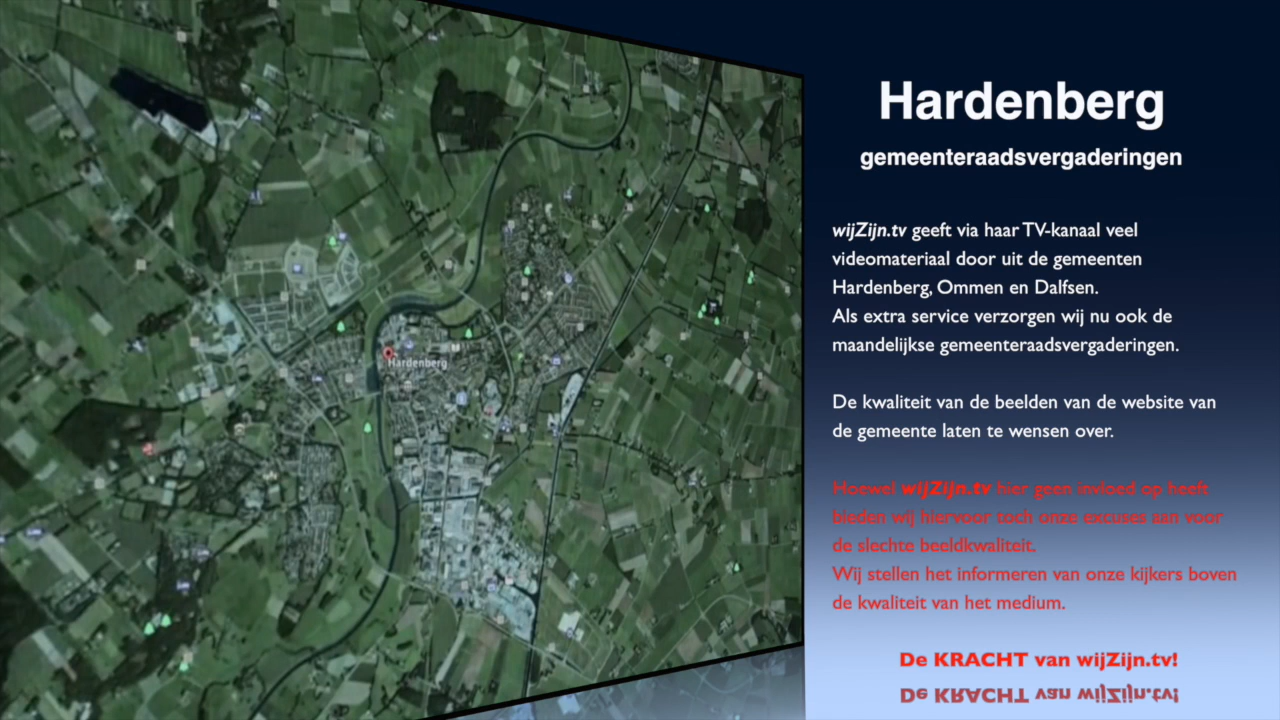 Hardenberg
gemeenteraadsvergaderingen
wijZijn.tv geeft via haar TV-kanaal veel
videomateriaal door uit de gemeenten
Hardenberg, Ommen en Dalfsen.
Als extra service verzorgen wij nu ook de
maandelijkse gemeenteraadsvergaderingen.
De kwaliteit van de beelden van de website van
de gemeente laten te wensen over.
Hoewel wijZijn.tv hier geen invloed op heeft
bieden wij hiervoor toch onze excuses aan voor
de slechte beeldkwaliteit.
Wij stellen het informeren van onze kijkers boven
de kwaliteit van het medium.
De KRACHT van wijZijn.tv!
Hardenberg